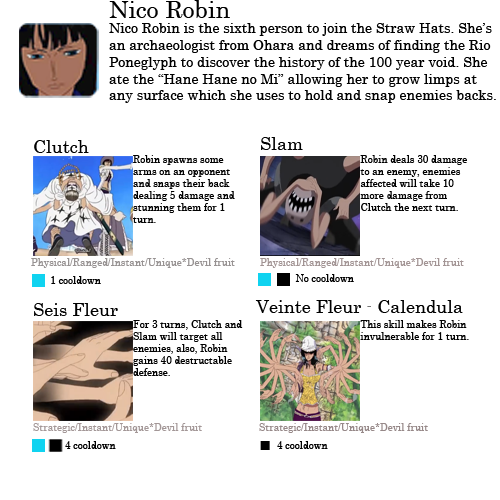 Nico Robin
Nico Robin is the sixth person to join the Straw Hats. She's
an archaeologist from Ohara and dreams of finding the Rio
Poneglyph to discover the history of the 100 year void. She
ate the “Hane Hane no Mi” allowing her to grow limps at
any surface which she uses to hold and snap enemies backs.
Clutch
Robin spawns some
arms on an opponent
and snaps their back
dealing 5 damage and
stunning them for 1
turn.
Physical/Ranged/Instant/Unique*Devil fruit
1 cooldown
Slam
Robin deals 30 damage
to an enemy, enemies
affected will take 10
more damage from
Clutch the next turn.
Physical/Ranged/Instant/Unique*Devil fruit
No cooldown
Seis Fleur
For 3 turns, Clutch and
Slam will target all
enemies, also, Robin
gains 40 destructable
defense.
Strategic/Instant/Unique*Devil fruit
4 cooldown
Veinte Fleur - Calendula
This skill makes Robin
invulnerable for 1 turn.
Strategic/Instant/Unique*Devil fruit
4 cooldown